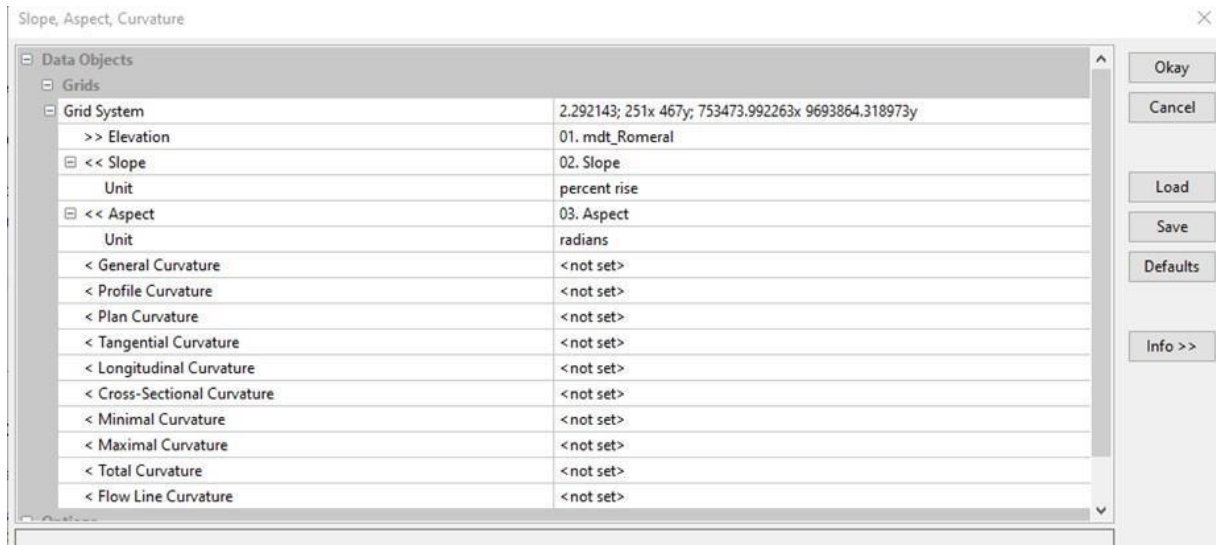 Slope, Aspect, Curvature
Data Objects
Grids
Grid System 2.292143; 251x 467y; 753473.992263x 9693864.318973y
>> Elevation 01. mdt_Romeral
<< Slope 02. Slope
Unit percent rise
<< Aspect 03. Aspect
Unit radians
< General Curvature <not set>
< Profile Curvature <not set>
< Plan Curvature <not set>
< Tangential Curvature <not set>
< Longitudinal Curvature <not set>
< Cross-Sectional Curvature <not set>
< Minimal Curvature <not set>
< Maximal Curvature <not set>
< Total Curvature <not set>
< Flow Line Curvature <not set>
Options
Okay
Cancel
Load
Save
Defaults
Info >>